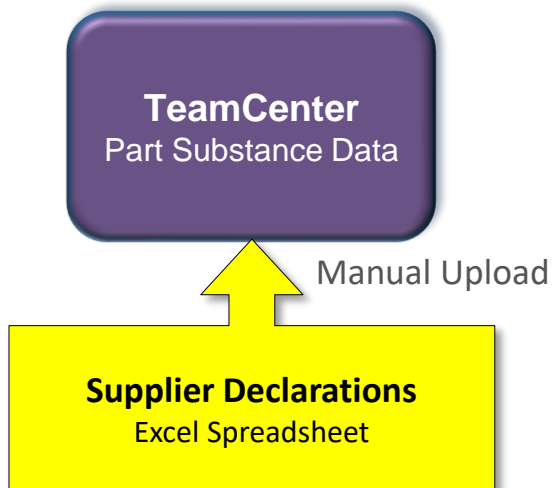 TeamCenter
Part Substance Data
Manual Upload
Supplier Declarations
Excel Spreadsheet